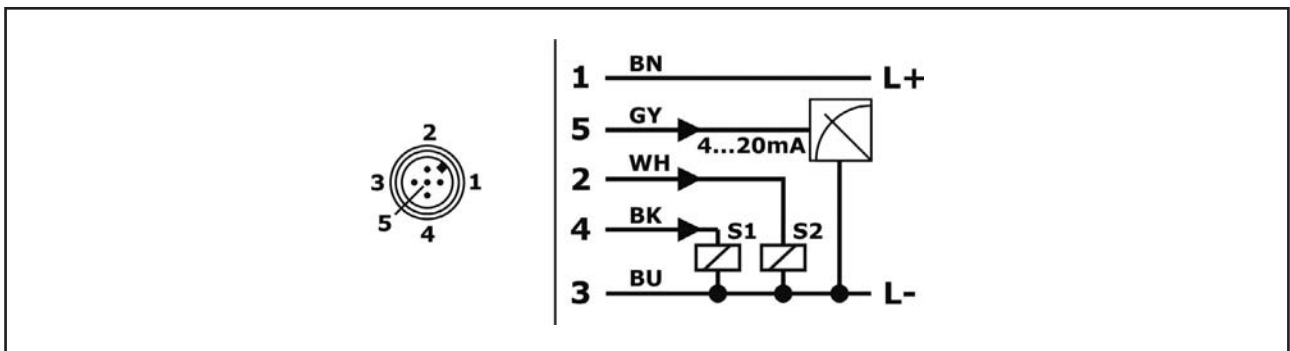 2
3 1
5
4
1 BN L+
5 GY
4...20mA
2 WH
4 BK S1 S2
3 BU L-